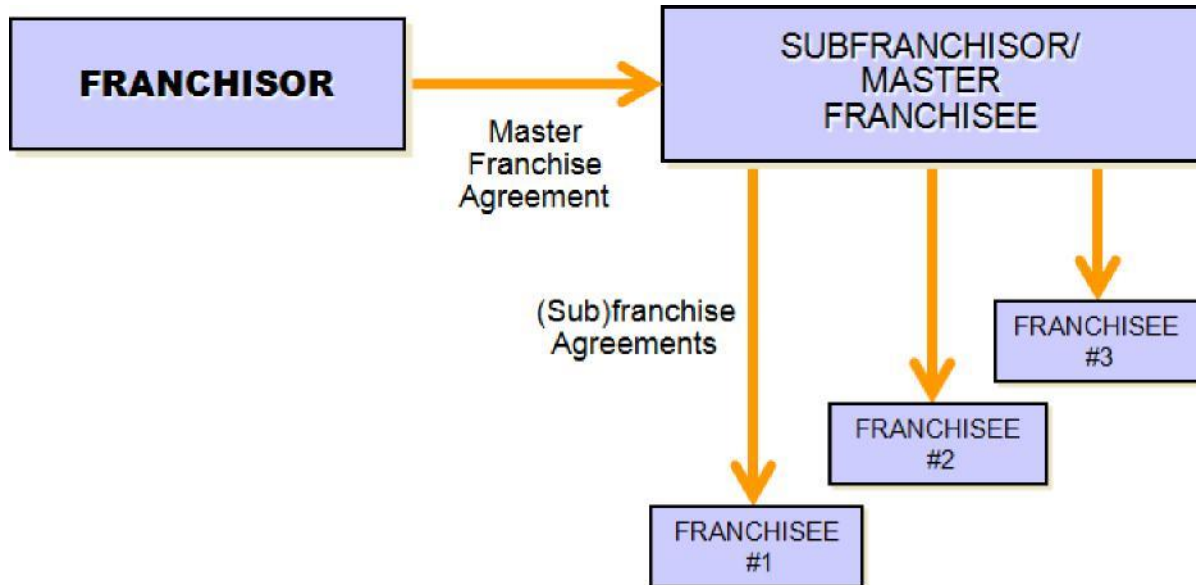 FRANCHISOR
SUBFRANCHISOR/
MASTER
FRANCHISEE
Master
Franchise
Agreement
(Sub)franchise
Agreements
FRANCHISEE
#3
FRANCHISEE
#2
FRANCHISEE
#1